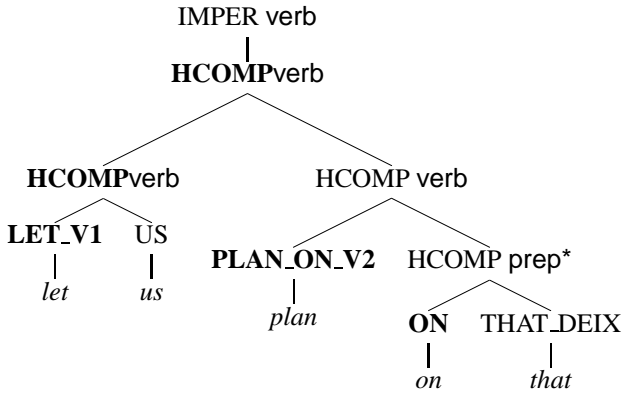 IMPER verb
HCOMPverb
HCOMPverb HCOMP verb
LET_V1 US PLAN_ON_V2 HCOMP prep*
let us plan ON THAT_DEIX
on that